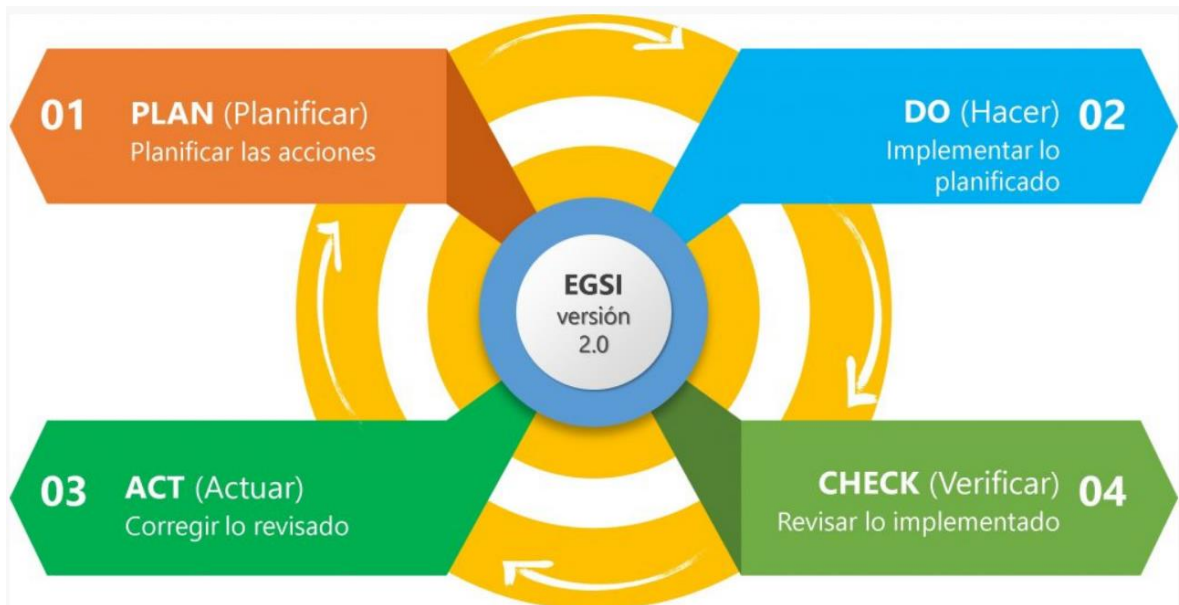 01
PLAN (Planificar)
Planificar las acciones
DO (Hacer)
02
Implementar lo
planificado
EGSI
versión
2.0
03
ACT (Actuar)
Corregir lo revisado
CHECK (Verificar)
04
Revisar lo implementado